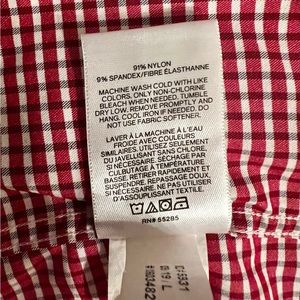 91% NYLON
9% SPANDEX/FIBRE ÉLASTHANNE
MACHINE WASH COLD WITH LIKE
COLORS. ONLY NON-CHLORINE
BLEACH WHEN NEEDED. TUMBLE
DRY LOW. REMOVE PROMPTLY AND
HANG. COOL IRON IF NEEDED. DO
NOT USE FABRIC SOFTENER.
LAVER À LA MACHINE À L'EAU
FROIDE AVEC COULEURS
SIMILAIRES. UTILISER SEULEMENT
UN JAVELLISANT SANS CHLORE,
SI NÉCESSAIRE. SÉCHAGE PAR
CULBUTAGE À TEMPÉRATURE
BASSE. RETIRER RAPIDEMENT ET
SUSPENDRE. REPASSAGE DOUX
SI NÉCESSAIRE. NE PAS UTILISER
D'ASSOUPLISSANT.
RN# 55285